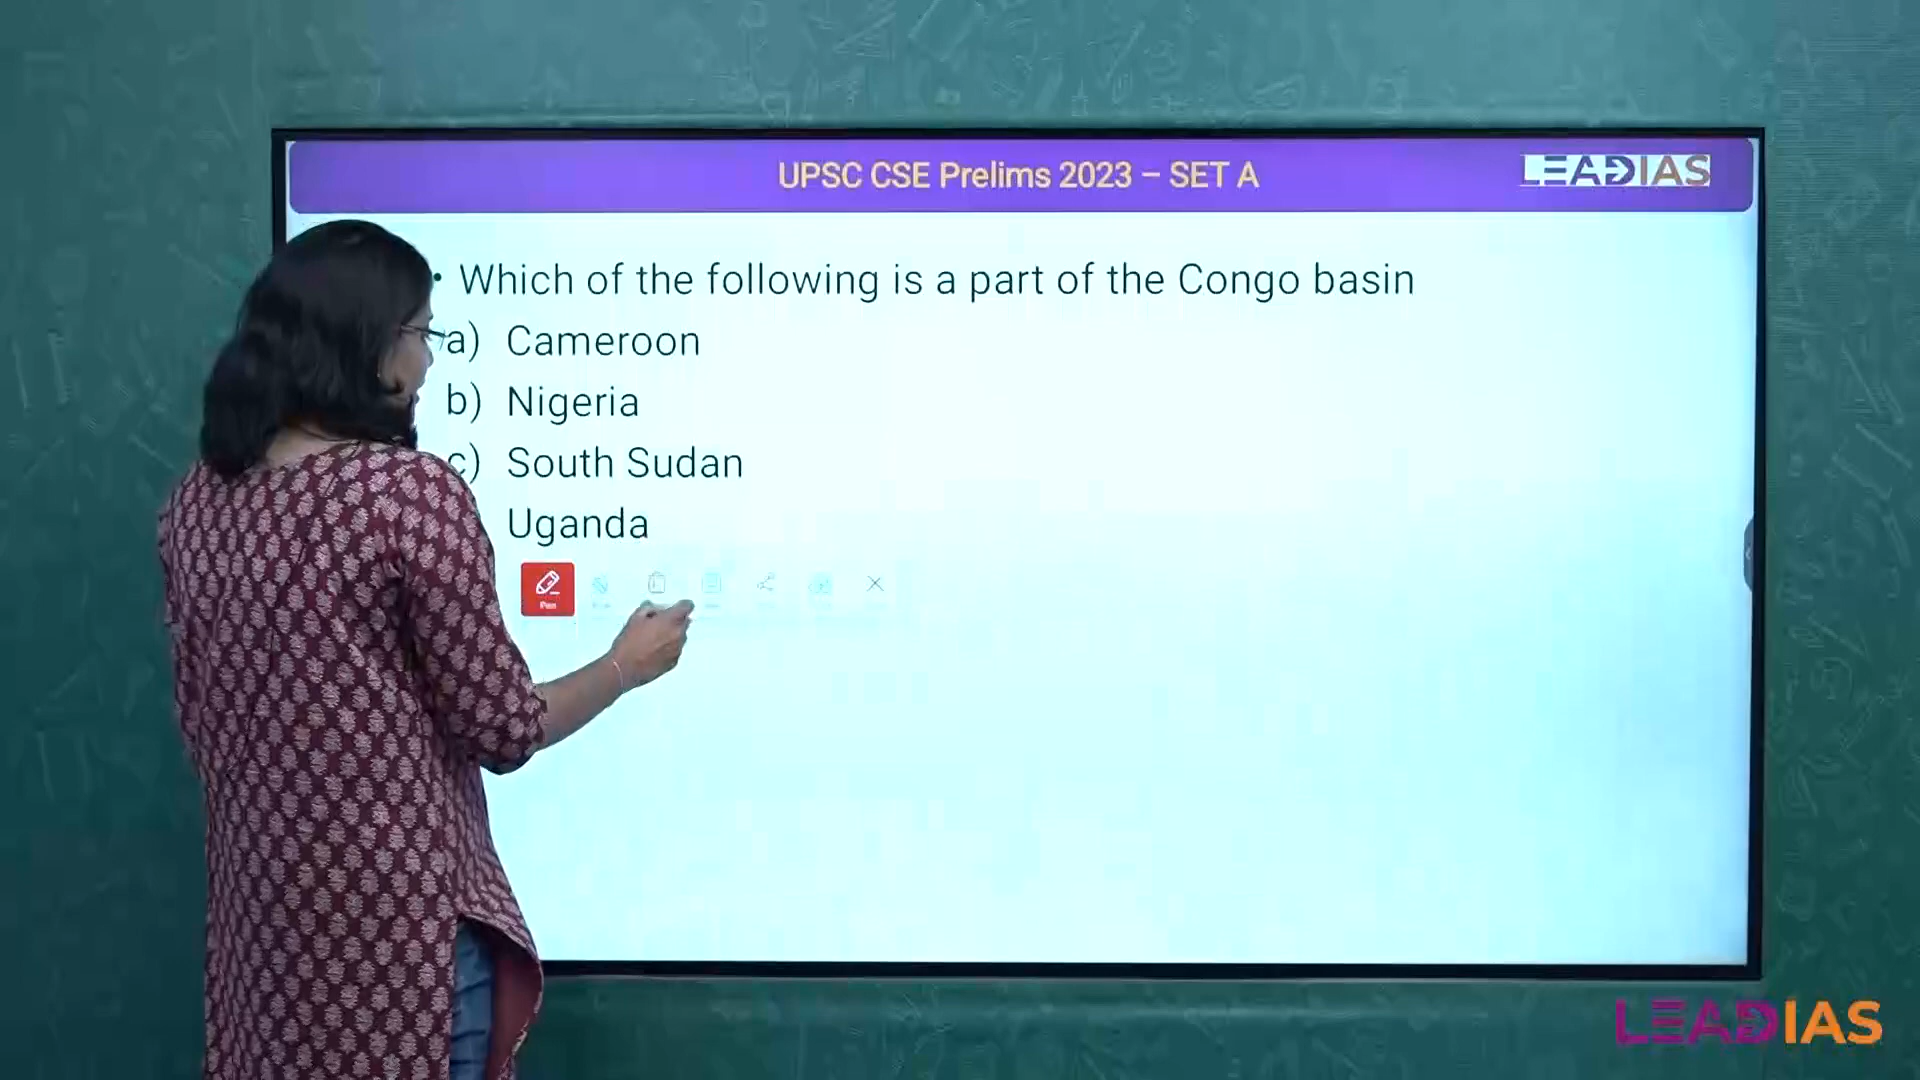 UPSC CSE Prelims 2023 – SET A
LEADIAS
• Which of the following is a part of the Congo basin
a) Cameroon
b) Nigeria
c) South Sudan
Uganda
Pen
LEADIAS